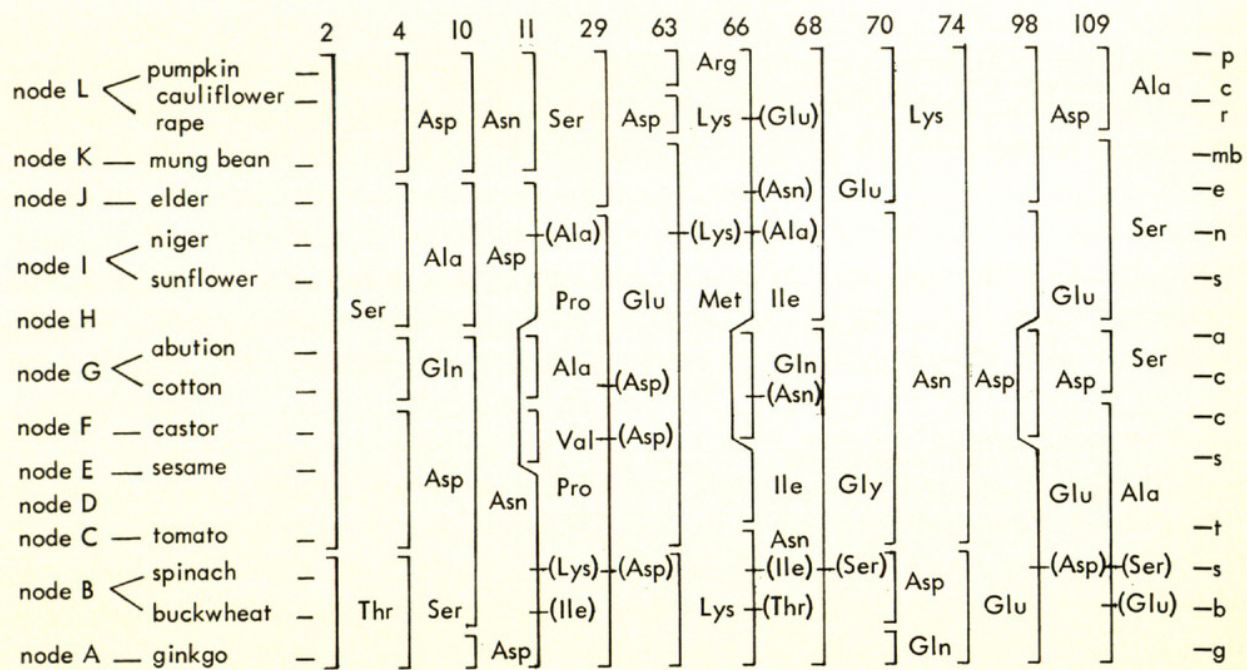 2 4 10 11 29 63 66 68 70 74 98 109
node L pumpkin Arg Ala p
cauliflower Asp Asn Ser Asp Lys (Glu) Lys Asp c
rape r
node K mung bean mb
node J elder (Asn) Glu e
niger (Ala) (Lys) (Ala) Ser n
node I Ala Asp
sunflower Pro Glu Met Ile Glu s
node H Ser
abution Ser a
node G Gln Ala Gln
cotton (Asp) (Asn) Asn Asp Asp c
node F castor Val (Asp) c
node E sesame Asp Pro Ile Gly s
node D Asn Glu Ala
node C tomato Asn t
spinach (Lys) (Asp) (Ile) (Ser) Asp (Asp) (Ser) s
node B
buckwheat Thr Ser (Ile) Lys (Thr) Glu (Glu) b
node A ginkgo Asp Gln g